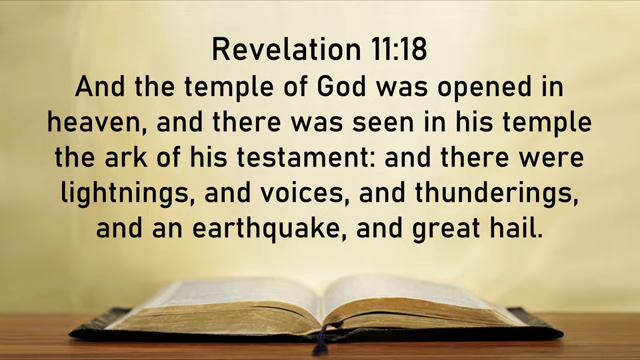 Revelation 11:18
And the temple of God was opened in
heaven, and there was seen in his temple
the ark of his testament: and there were
lightnings, and voices, and thunderings,
and an earthquake, and great hail.